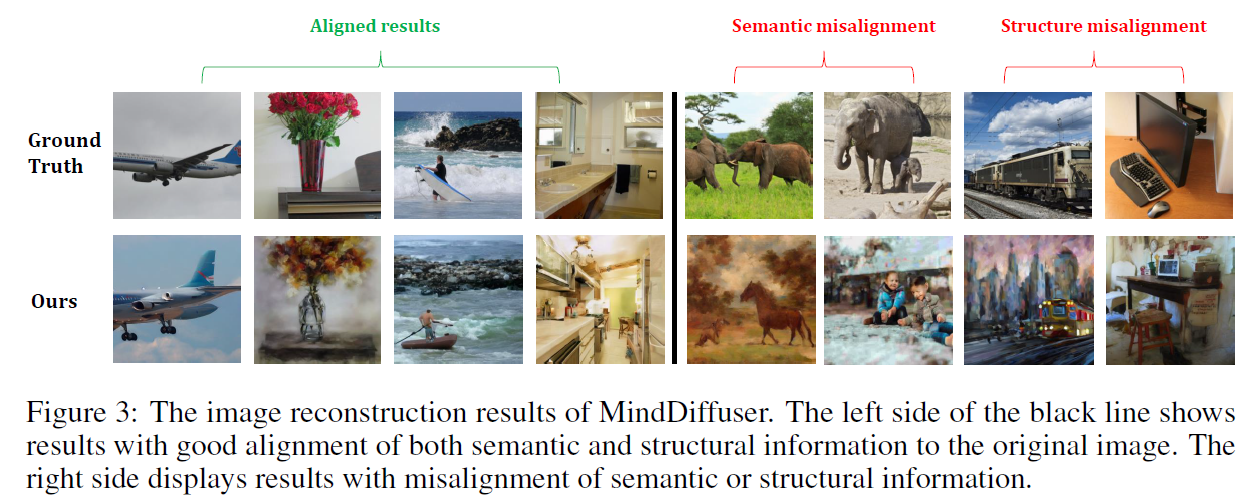 Aligned results
Semantic misalignment
Structure misalignment
Ground
Truth
Ours
Figure 3: The image reconstruction results of MindDiffuser. The left side of the black line shows
results with good alignment of both semantic and structural information to the original image. The
right side displays results with misalignment of semantic or structural information.